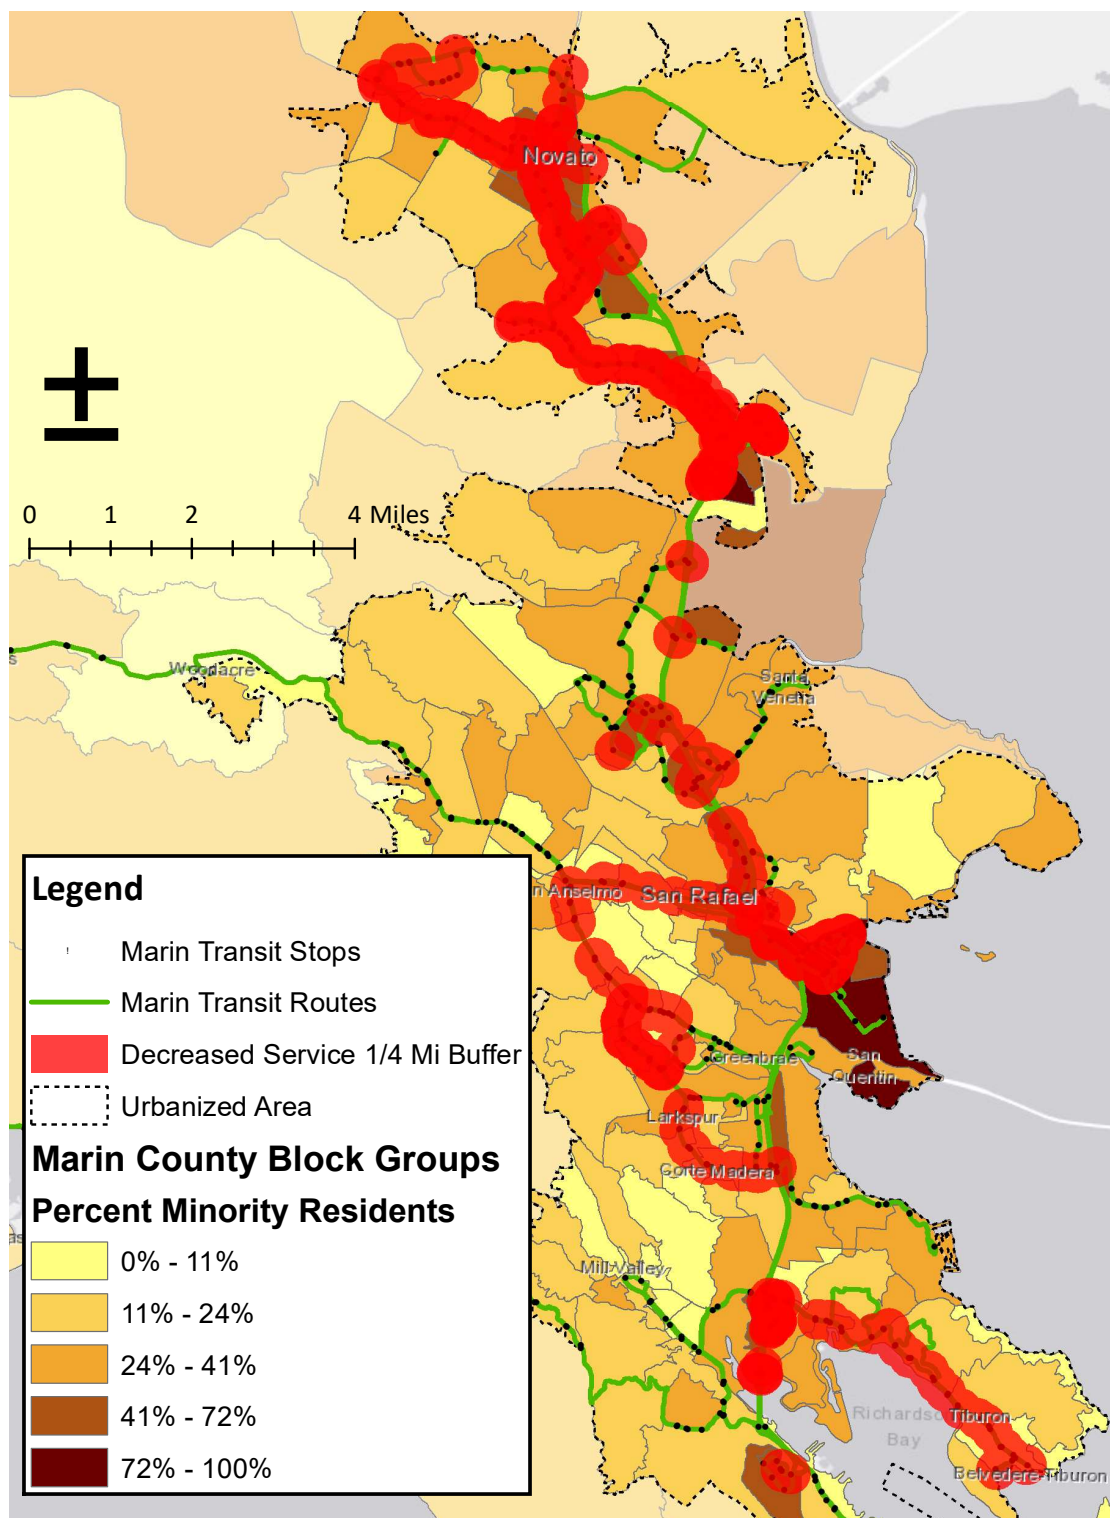 Novato
0 1 2 4 Miles
Woodacre
Santa
Venetia
n Anselmo
San Rafael
Greenbrae
San
Quentin
Larkspur
Corte Madera
Mill Valley
Richardso
Bay
Tiburon
Belvedere Tiburon
Legend
Marin Transit Stops
Marin Transit Routes
Decreased Service 1/4 Mi Buffer
Urbanized Area
Marin County Block Groups
Percent Minority Residents
0% - 11%
11% - 24%
24% - 41%
41% - 72%
72% - 100%